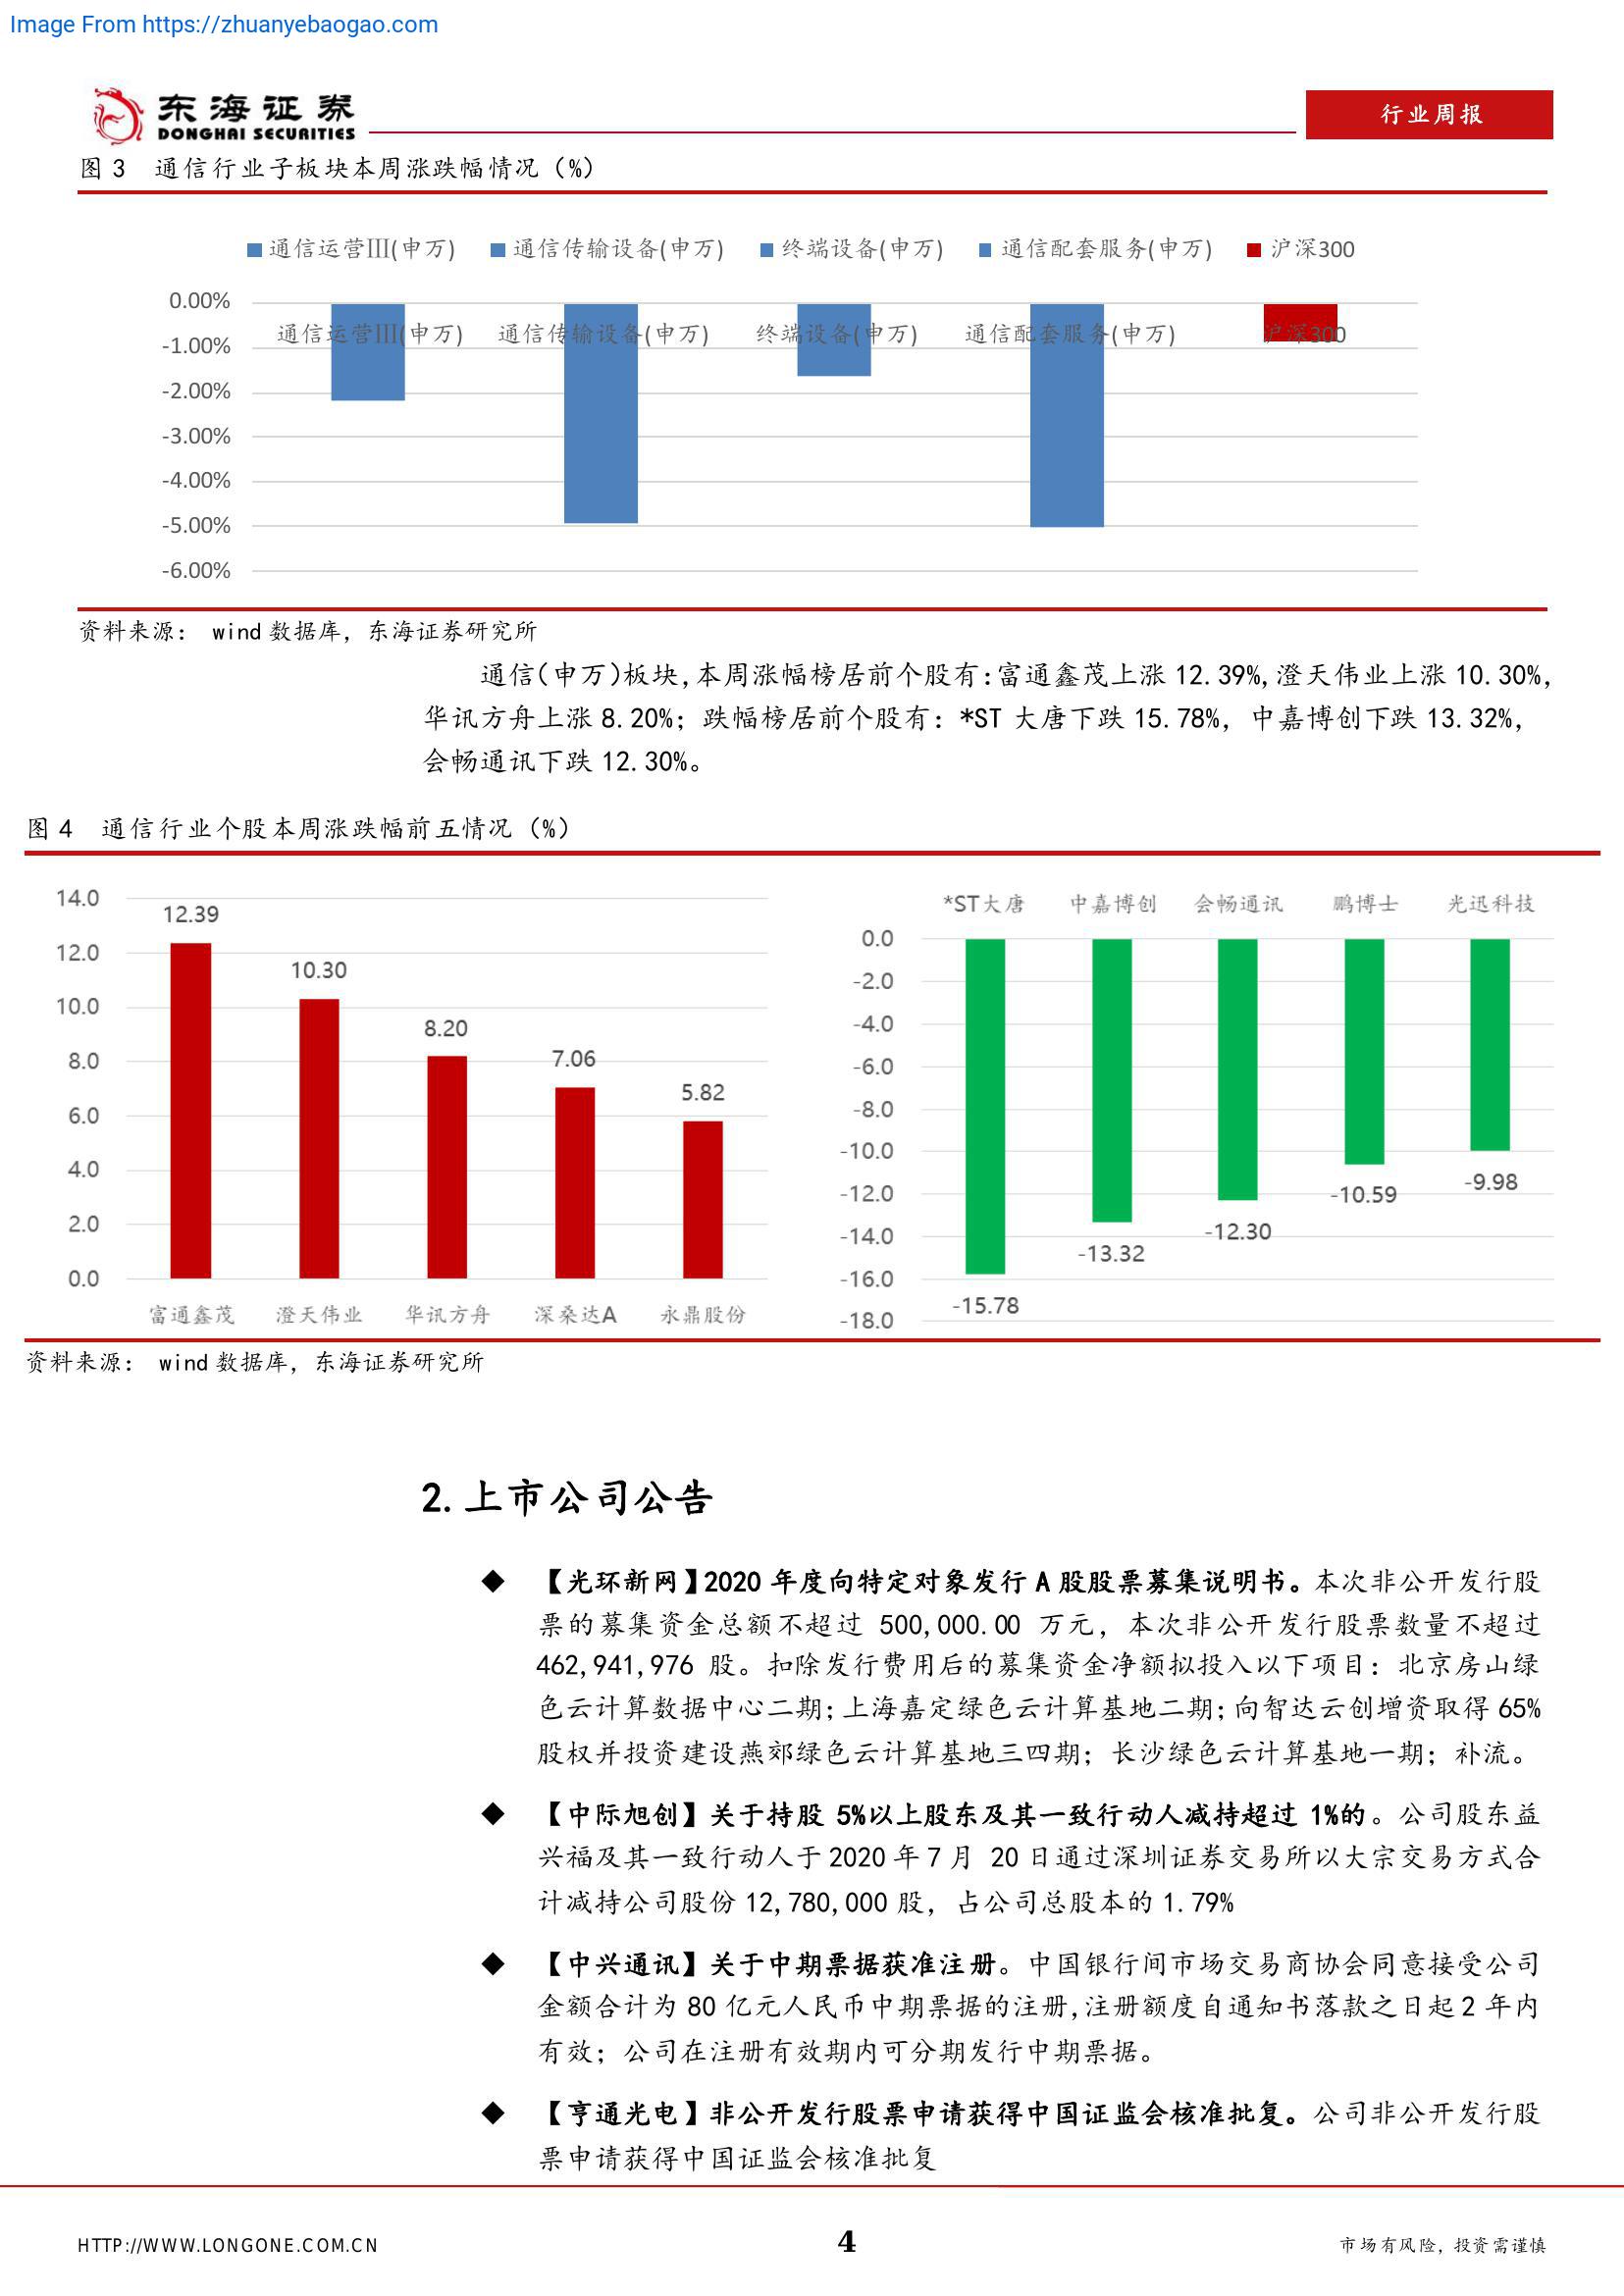 Image From https://zhuanyebaogao.com
东海证券
DONGHAI SECURITIES
行业周报
图 3 通信行业子板块本周涨跌幅情况（%）
通信运营III(申万) 通信传输设备(申万) 终端设备(申万) 通信配套服务(申万) 沪深300
0.00%
通信运营III(申万) 通信传输设备(申万) 终端设备(申万) 通信配套服务(申万) 沪深300
-1.00%
-2.00%
-3.00%
-4.00%
-5.00%
-6.00%
资料来源： wind 数据库，东海证券研究所
通信(申万)板块,本周涨幅榜居前个股有:富通鑫茂上涨 12.39%,澄天伟业上涨 10.30%,
华讯方舟上涨 8.20%；跌幅榜居前个股有：*ST 大唐下跌 15.78%，中嘉博创下跌 13.32%，
会畅通讯下跌 12.30%。
图 4 通信行业个股本周涨跌幅前五情况（%）
14.0
12.0
10.0
8.0
6.0
4.0
2.0
0.0
12.39
10.30
8.20
7.06
5.82
富通鑫茂 澄天伟业 华讯方舟 深桑达A 永鼎股份
*ST大唐 中嘉博创 会畅通讯 鹏博士 光迅科技
0.0
-2.0
-4.0
-6.0
-8.0
-10.0
-12.0
-14.0
-16.0
-18.0
-15.78
-13.32
-12.30
-10.59
-9.98
资料来源： wind 数据库，东海证券研究所
2.上市公司公告
◆ 【光环新网】2020 年度向特定对象发行 A 股股票募集说明书。本次非公开发行股
票的募集资金总额不超过 500,000.00 万元，本次非公开发行股票数量不超过
462,941,976 股。扣除发行费用后的募集资金净额拟投入以下项目：北京房山绿
色云计算数据中心二期;上海嘉定绿色云计算基地二期;向智达云创增资取得 65%
股权并投资建设燕郊绿色云计算基地三四期；长沙绿色云计算基地一期；补流。
◆ 【中际旭创】关于持股 5%以上股东及其一致行动人减持超过 1%的。公司股东益
兴福及其一致行动人于 2020 年 7 月 20 日通过深圳证券交易所以大宗交易方式合
计减持公司股份 12,780,000 股，占公司总股本的 1.79%
◆ 【中兴通讯】关于中期票据获准注册。中国银行间市场交易商协会同意接受公司
金额合计为 80 亿元人民币中期票据的注册,注册额度自通知书落款之日起 2 年内
有效；公司在注册有效期内可分期发行中期票据。
◆ 【亨通光电】非公开发行股票申请获得中国证监会核准批复。公司非公开发行股
票申请获得中国证监会核准批复
HTTP://WWW.LONGONE.COM.CN
4
市场有风险，投资需谨慎